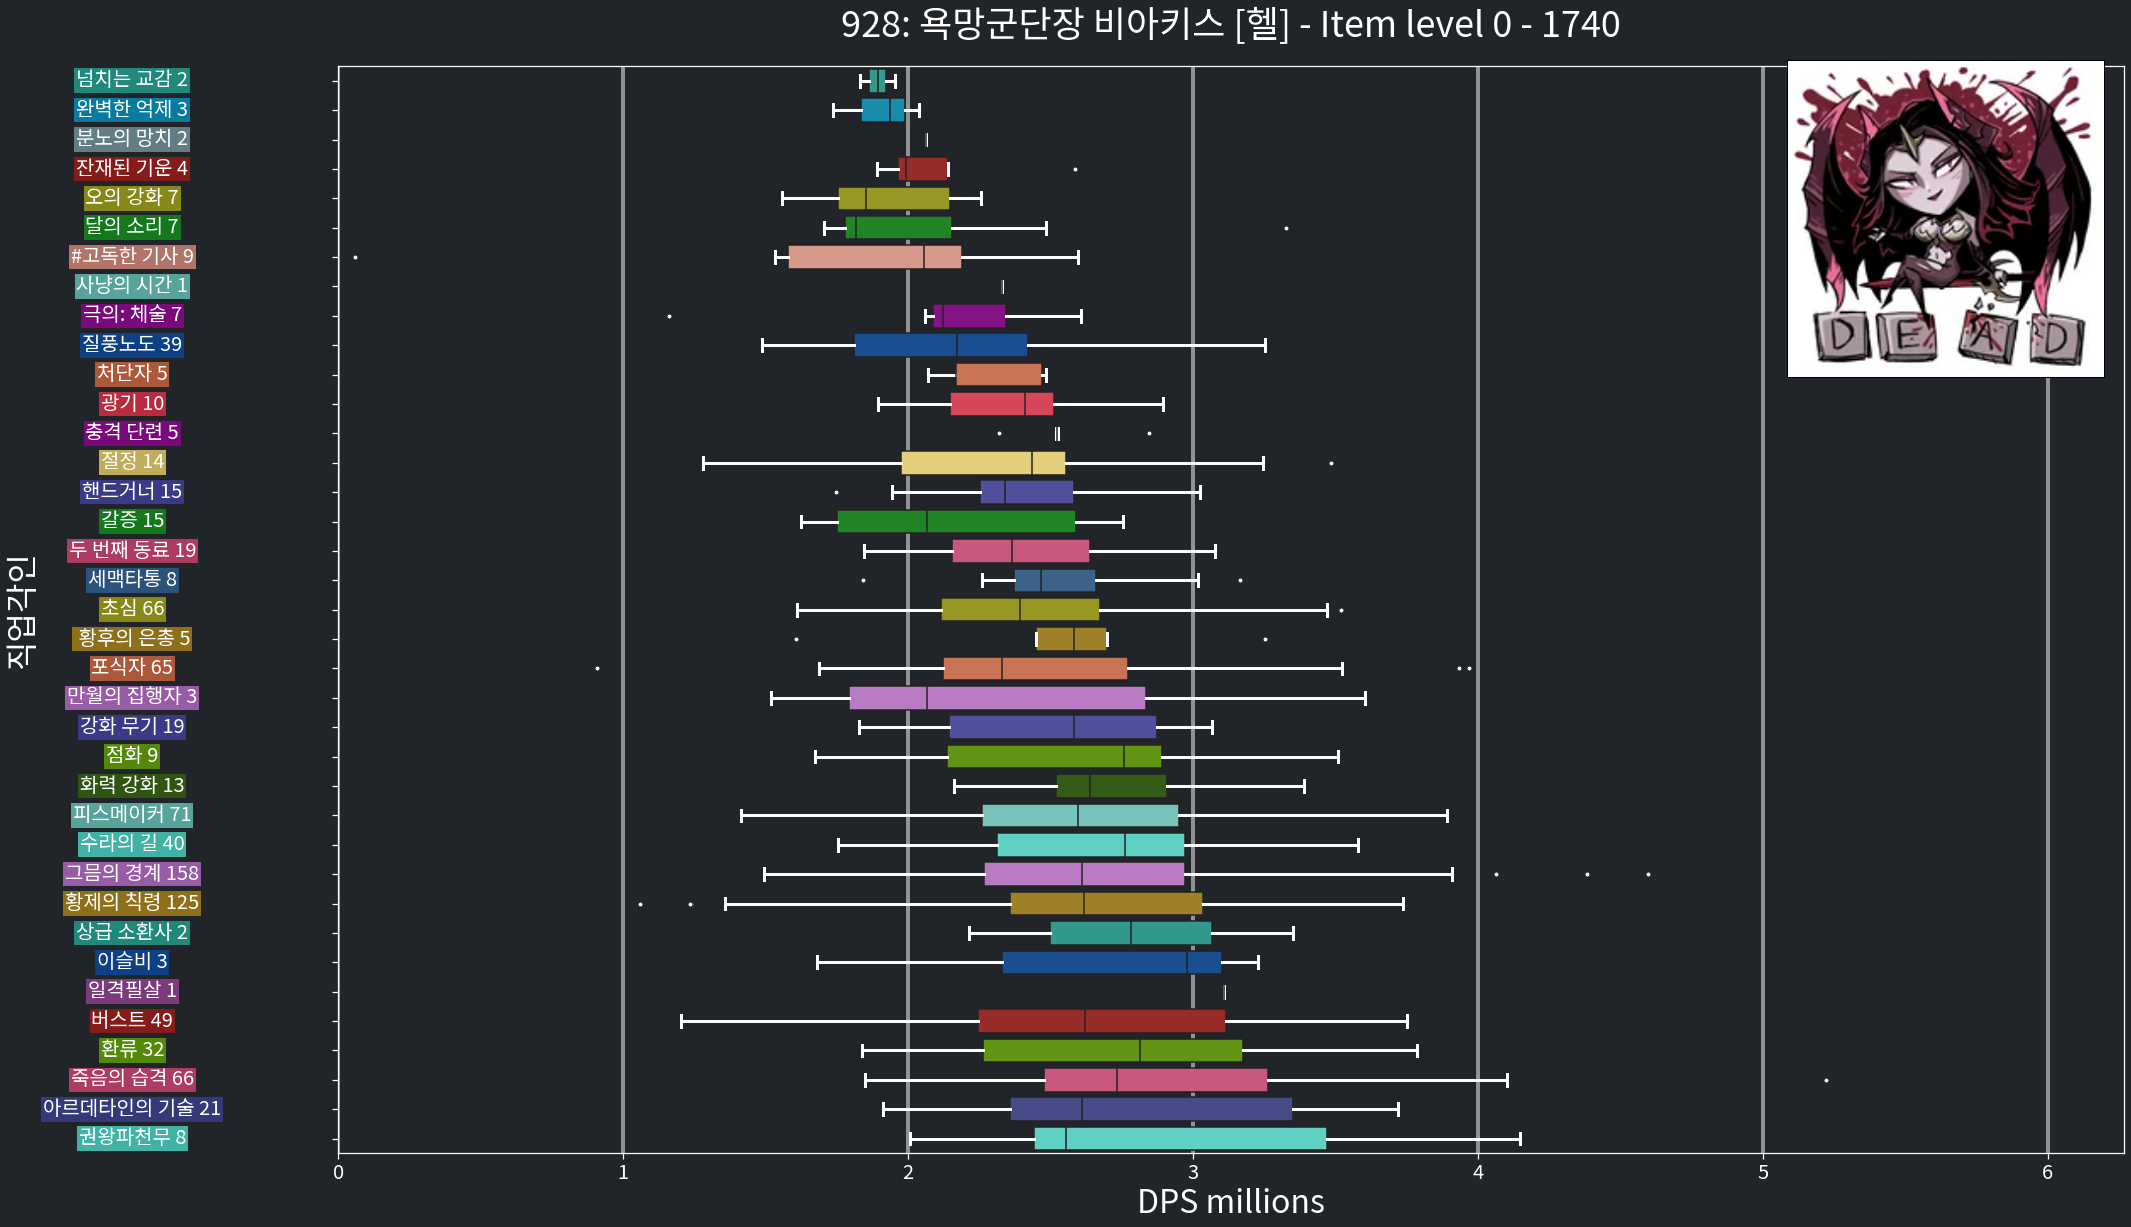 928: 욕망군단장 비아키스 [헬] - Item level 0 - 1740
넘치는 교감 2
완벽한 억제 3
분노의 망치 2
잔재된 기운 4
오의 강화 7
달의 소리 7
#고독한 기사 9
사냥의 시간 1
극의: 체술 7
질풍노도 39
처단자 5
광기 10
충격 단련 5
절정 14
핸드거너 15
갈증 15
두 번째 동료 19
세맥타통 8
초심 66
황후의 은총 5
포식자 65
만월의 집행자 3
강화 무기 19
점화 9
화력 강화 13
피스메이커 71
수라의 길 40
그믐의 경계 158
황제의 칙령 125
상급 소환사 2
이슬비 3
일격필살 1
버스트 49
환류 32
죽음의 습격 66
아르데타인의 기술 21
권왕파천무 8
직업각인
0 1 2 3 4 5 6
DPS millions
D E A D